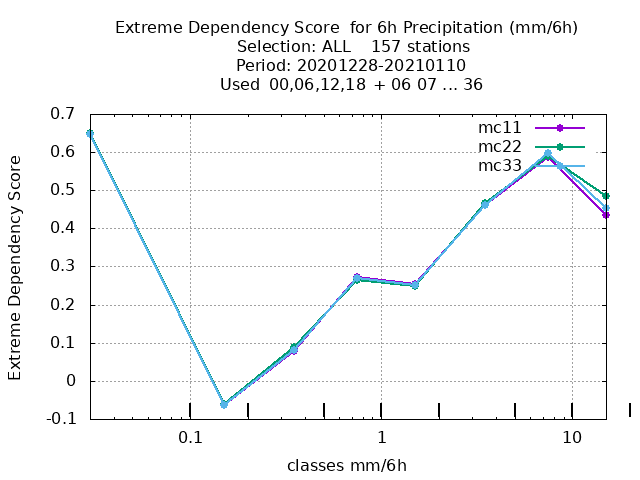 Extreme Dependency Score for 6h Precipitation (mm/6h)
Selection: ALL 157 stations
Period: 20201228-20210110
Used 00,06,12,18 + 06 07 ... 36
mc11
mc22
mc33
Extreme Dependency Score
0.7
0.6
0.5
0.4
0.3
0.2
0.1
0
-0.1
0.1
1
10
classes mm/6h